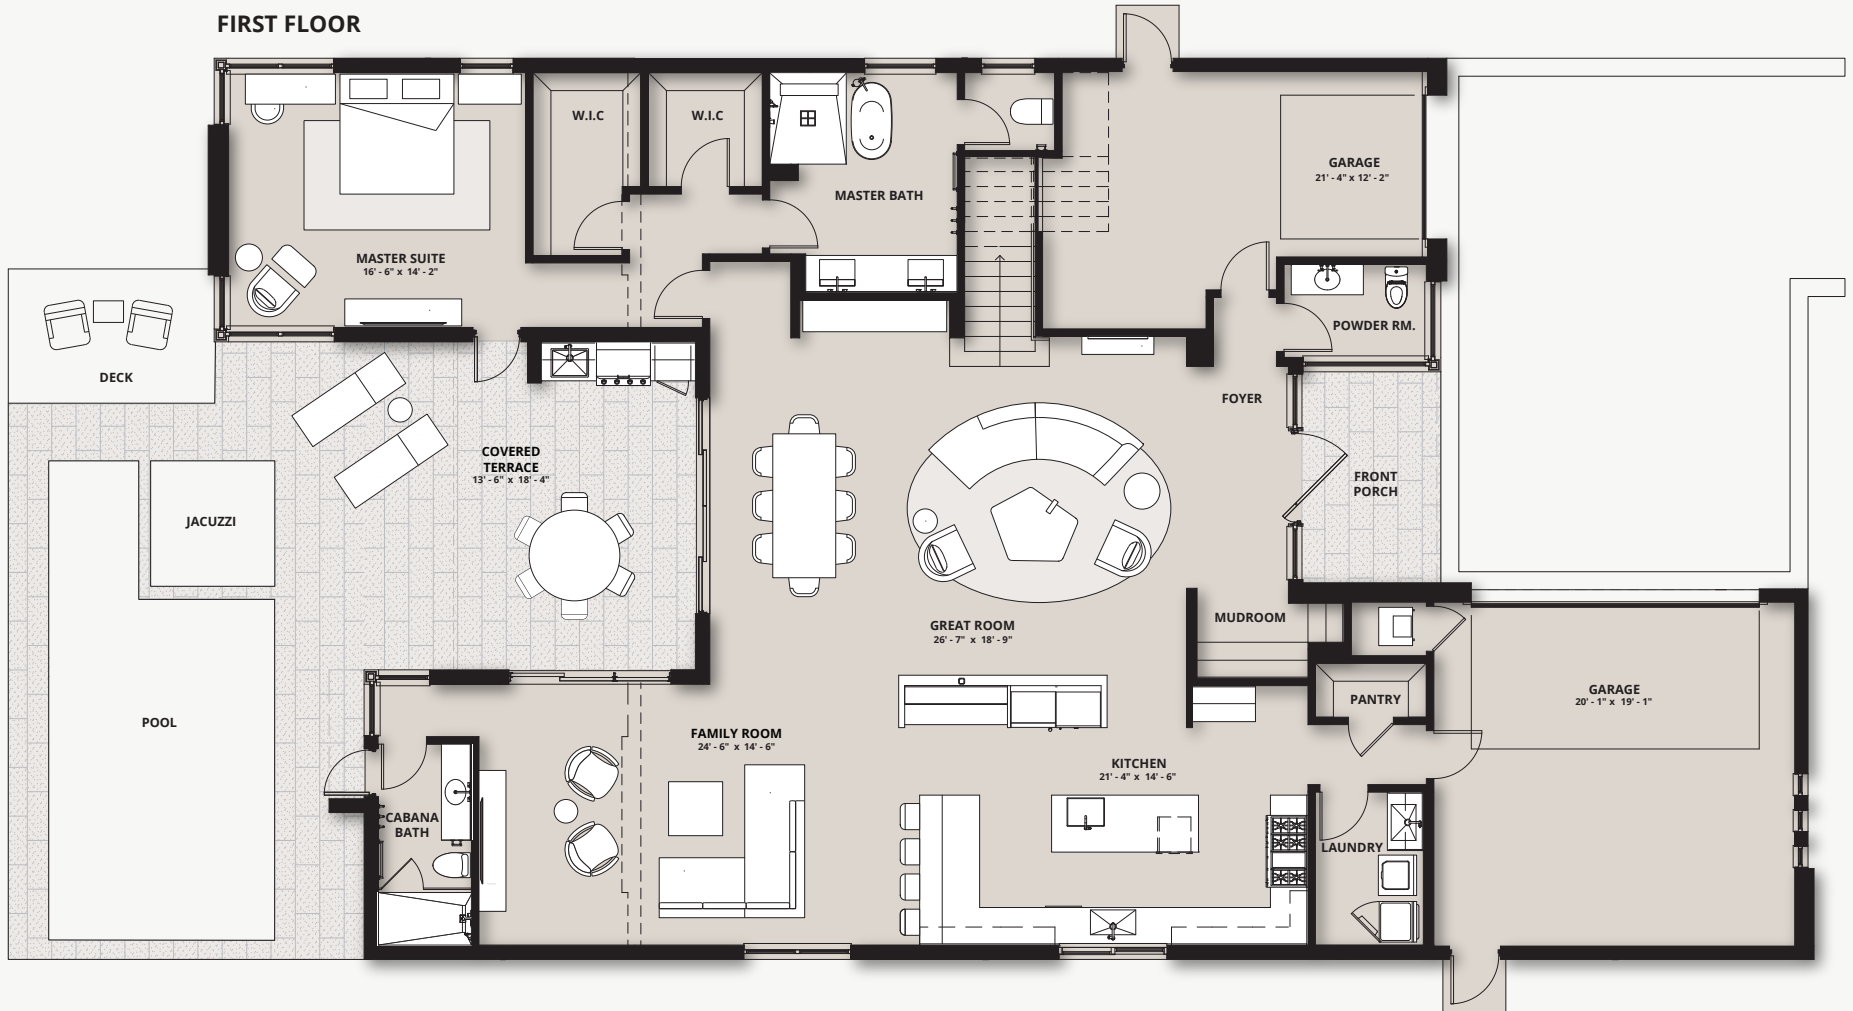 FIRST FLOOR
W.I.C
W.I.C
MASTER BATH
GARAGE
21' - 4" x 12' - 2"
MASTER SUITE
16' - 6" x 14' - 2"
POWDER RM.
DECK
FOYER
COVERED
TERRACE
13' - 6" x 18' - 4"
FRONT
PORCH
JACUZZI
GREAT ROOM
26' - 7" x 18' - 9"
MUDROOM
PANTRY
GARAGE
20' - 1" x 19' - 1"
POOL
FAMILY ROOM
24' - 6" x 14' - 6"
KITCHEN
21' - 4" x 14' - 6"
CABANA
BATH
LAUNDRY